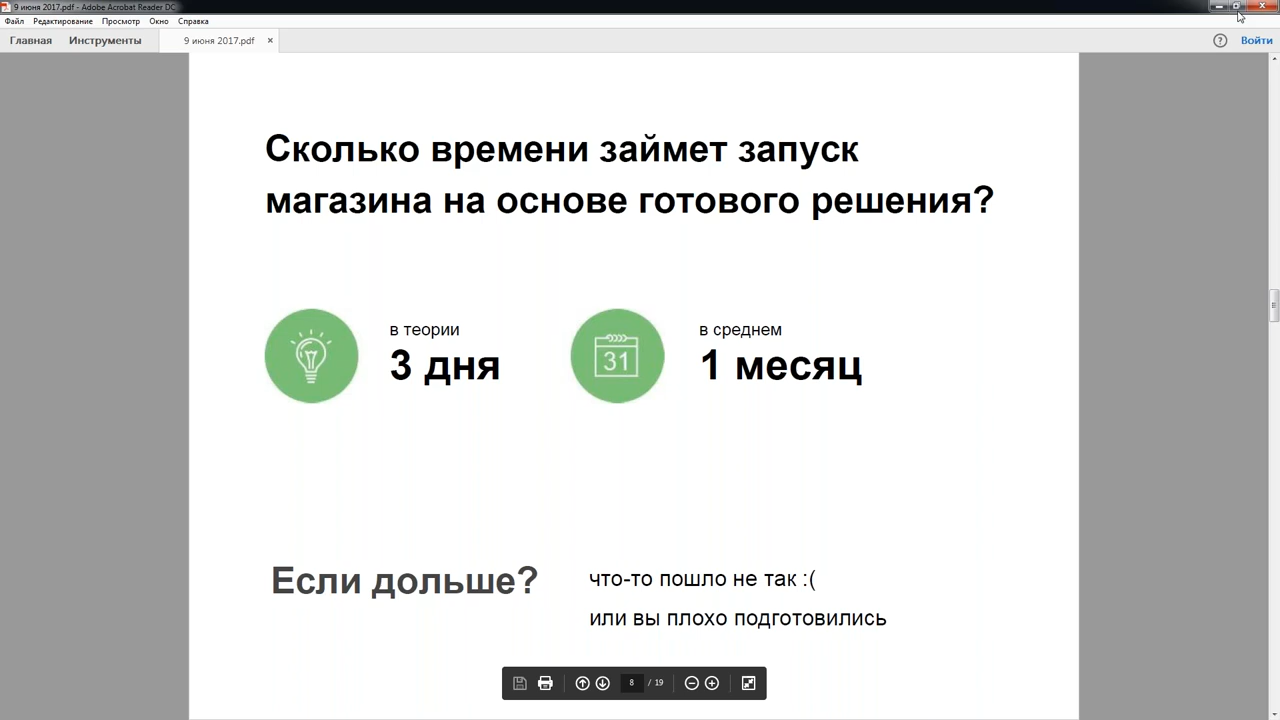 9 июня 2017.pdf - Adobe Acrobat Reader DC
Файл Редактирование Просмотр Окно Справка
Главная Инструменты 9 июня 2017.pdf × ? Войти
Сколько времени займет запуск
магазина на основе готового решения?
в теории
3 дня
31
в среднем
1 месяц
Если дольше?
что-то пошло не так :(
или вы плохо подготовились
8 / 19